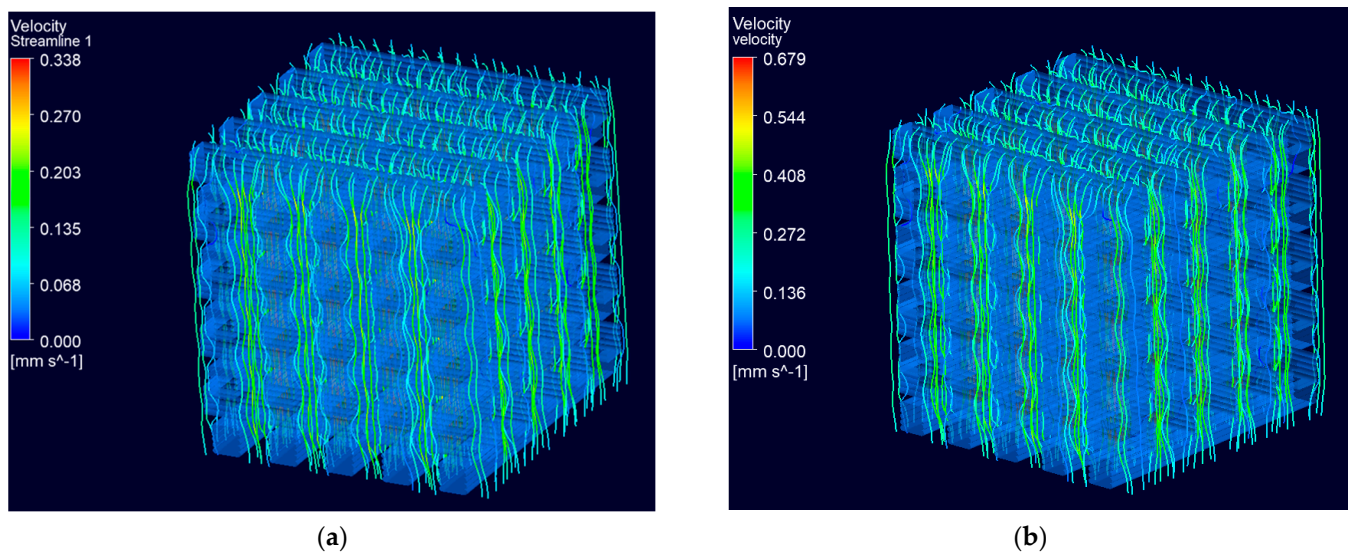 Velocity
Streamline 1
0.338
0.270
0.203
0.135
0.068
0.000
[mm s^-1]
(a)
Velocity
velocity
0.679
0.544
0.408
0.272
0.136
0.000
[mm s^-1]
(b)